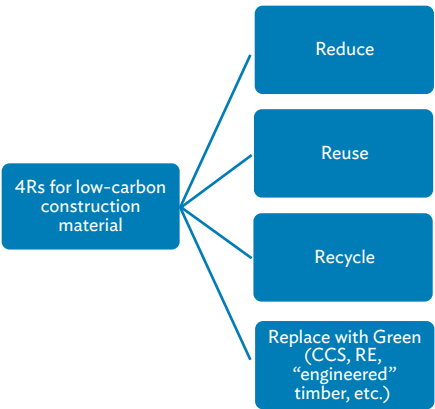 Reduce
Reuse
4Rs for low-carbon
construction
material
Recycle
Replace with Green
(CCS, RE,
“engineered”
timber, etc.)